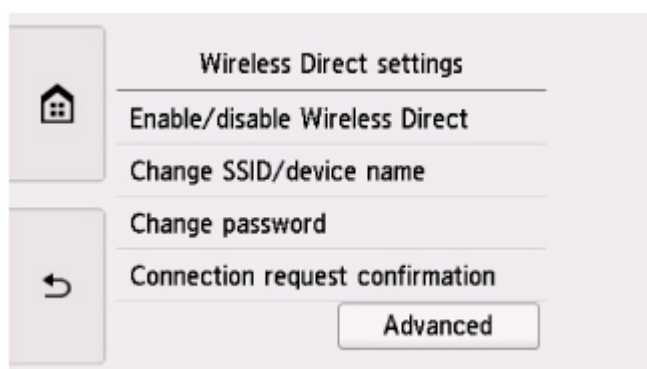 Wireless Direct settings
Enable/disable Wireless Direct
Change SSID/device name
Change password
Connection request confirmation
Advanced